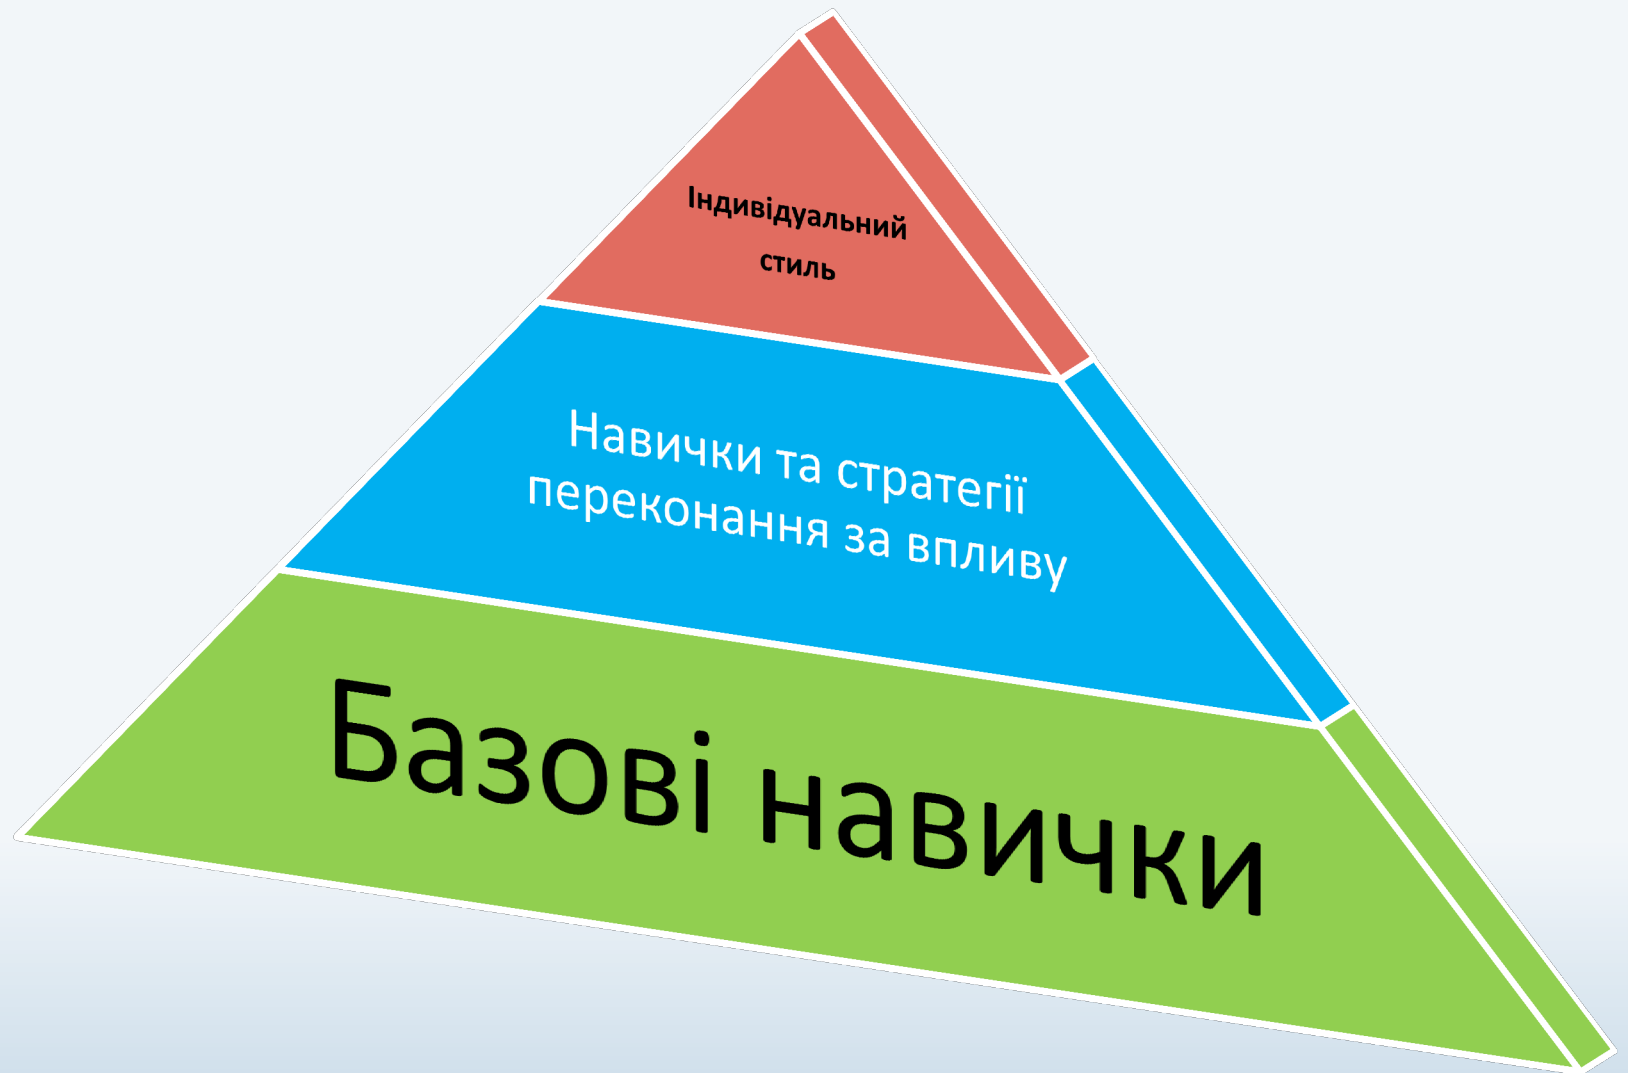 Індивідуальний
стиль
Навички та стратегії
переконання за впливу
Базові навички